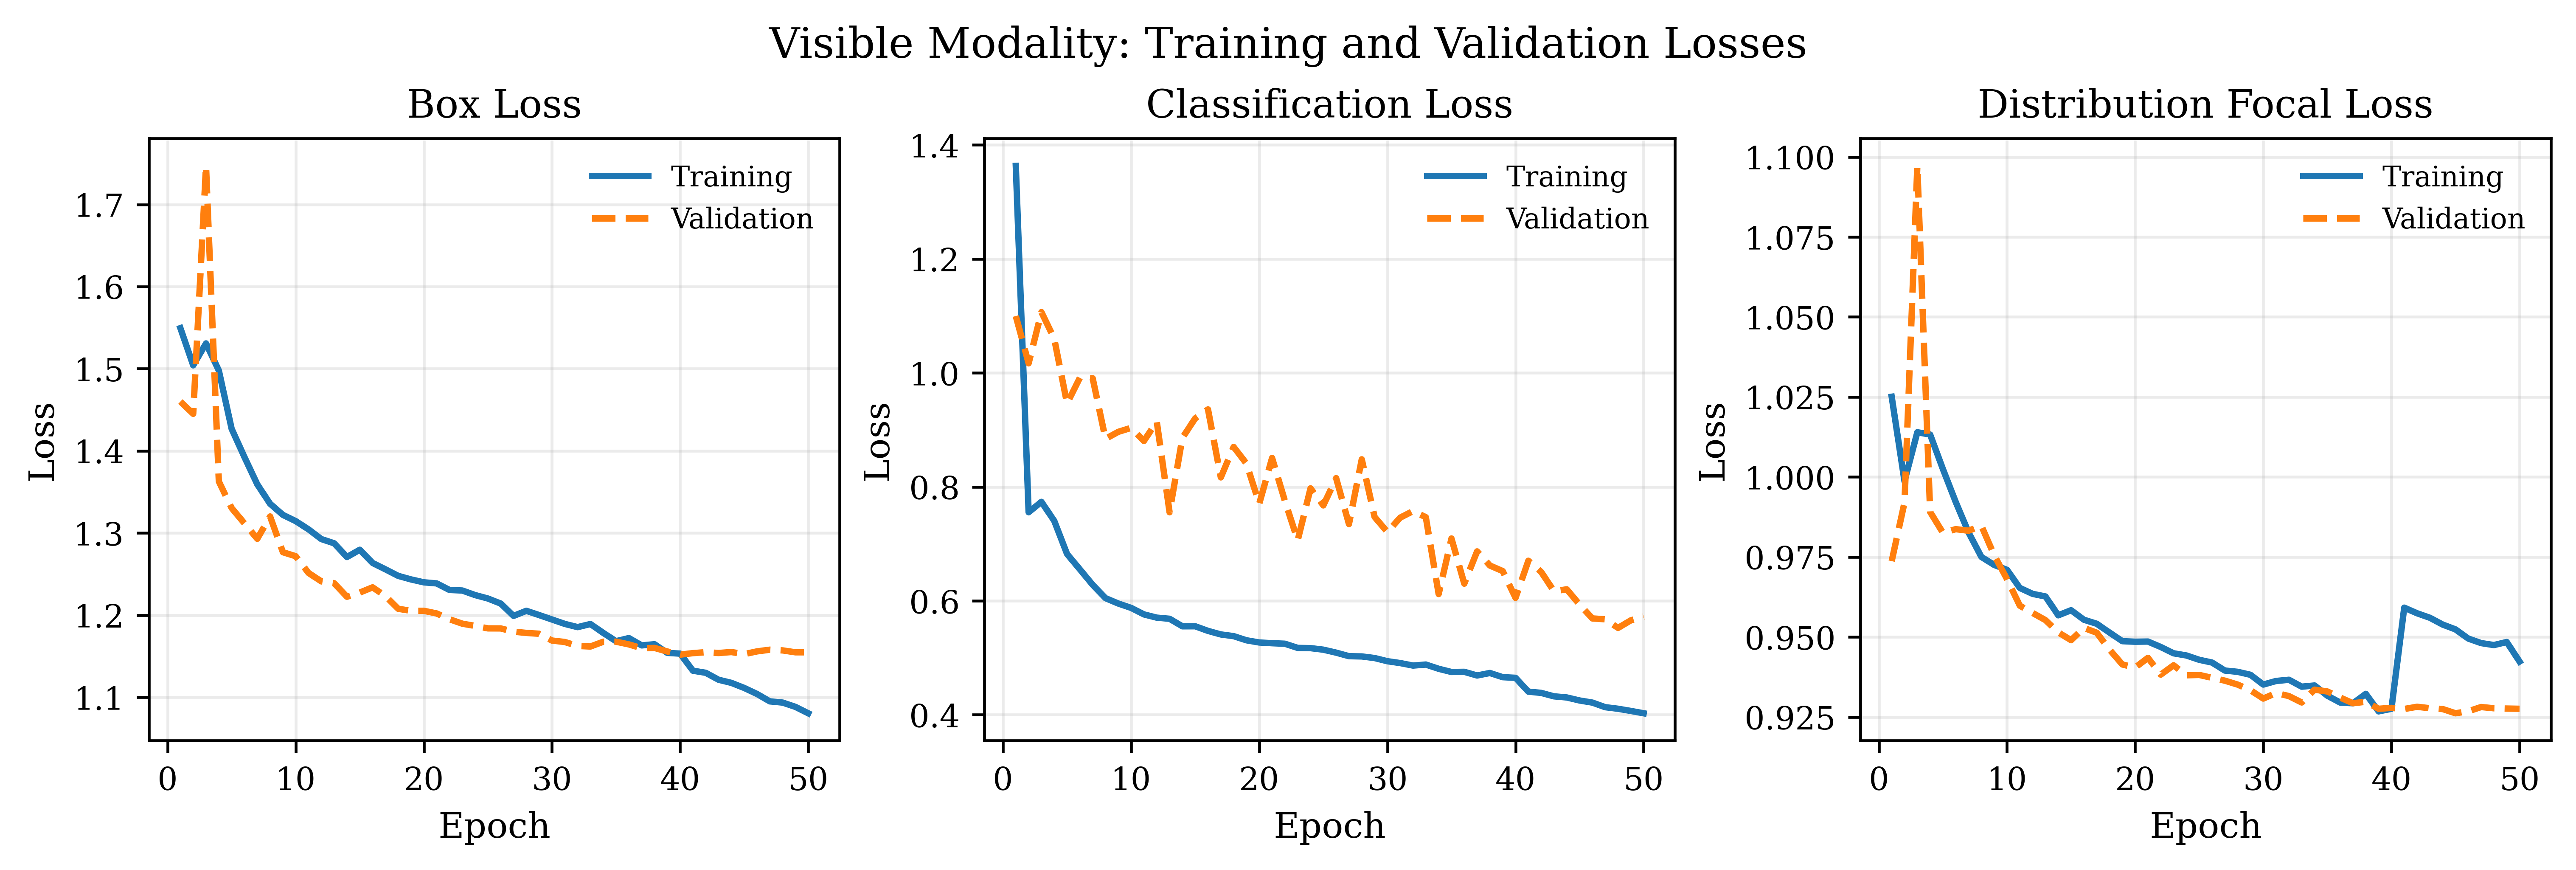 Visible Modality: Training and Validation Losses
Box Loss
Loss
1.7
1.6
1.5
1.4
1.3
1.2
1.1
Training
Validation
0 10 20 30 40 50
Epoch
Classification Loss
Loss
1.4
1.2
1.0
0.8
0.6
0.4
Training
Validation
0 10 20 30 40 50
Epoch
Distribution Focal Loss
Loss
1.100
1.075
1.050
1.025
1.000
0.975
0.950
0.925
Training
Validation
0 10 20 30 40 50
Epoch